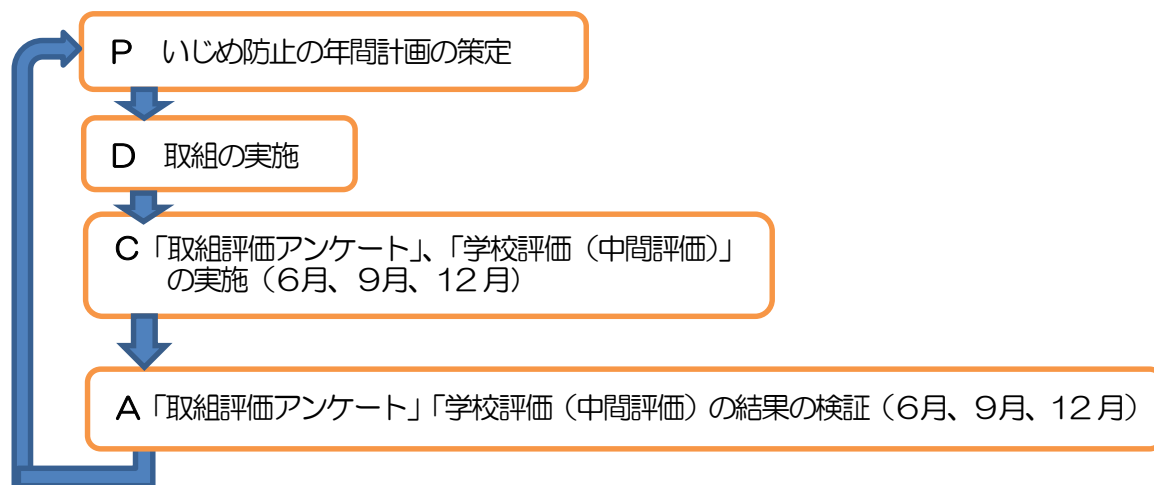 P　いじめ防止の年間計画の策定
D　取組の実施
C「取組評価アンケート」、「学校評価（中間評価）」
の実施（6月、9月、12月）
A「取組評価アンケート」「学校評価（中間評価）の結果の検証（6月、9月、12月）